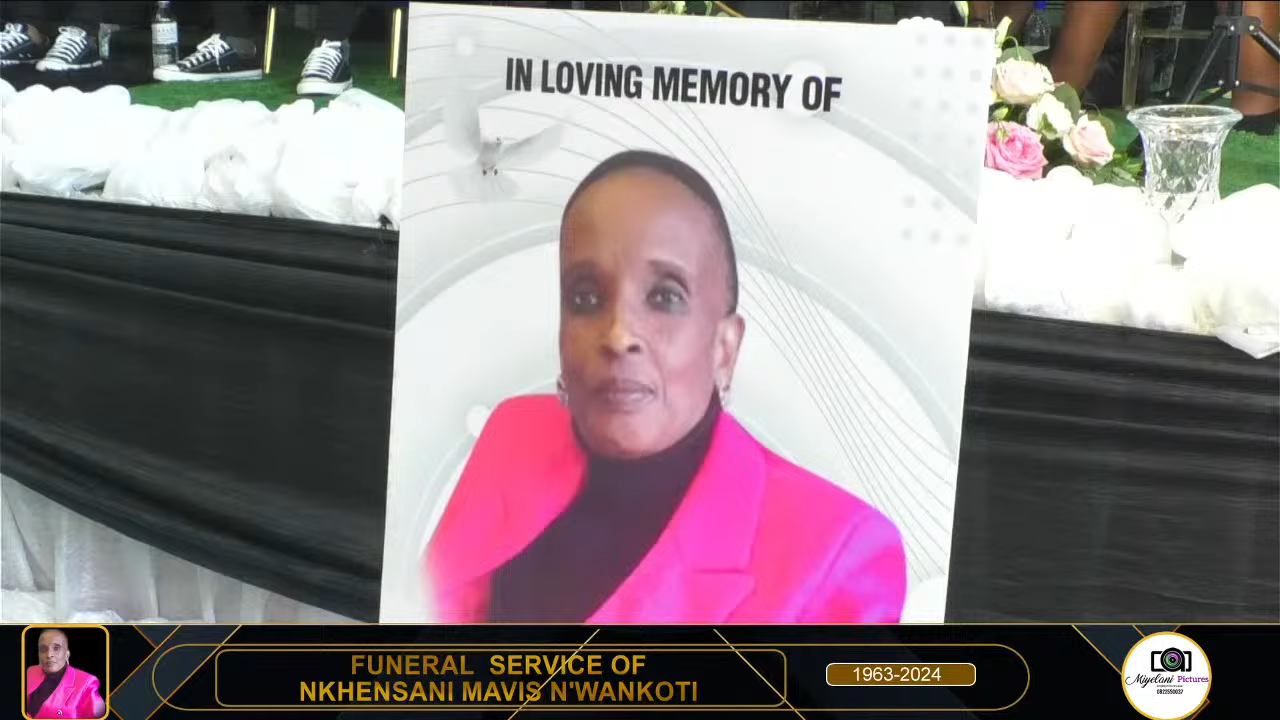 IN LOVING MEMORY OF
FUNERAL SERVICE OF
NKHENSANI MAVIS N'WANKOTI
1963-2024
Miyelani Pictures